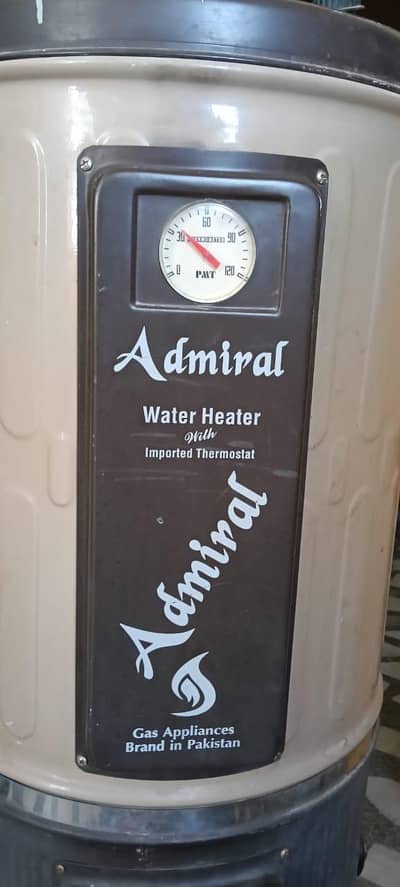 60
30
90
0
120
PMT
Admiral
Water Heater
With
Imported Thermostat
Admiral
Gas Appliances
Brand in Pakistan